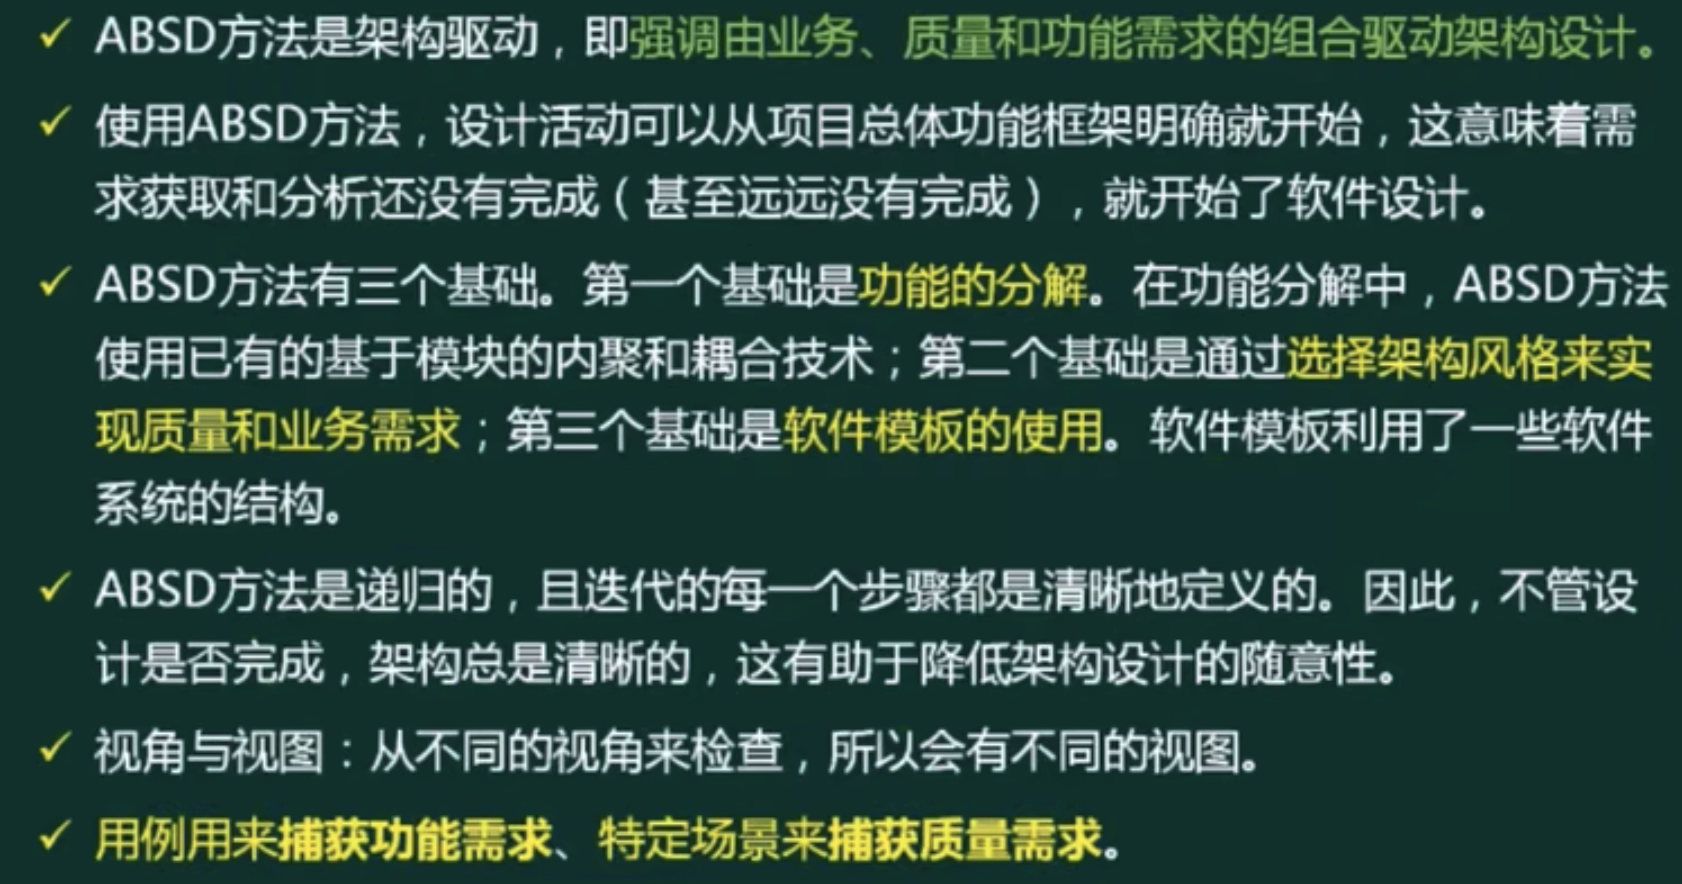 ✓ ABSD方法是架构驱动，即强调由业务、质量和功能需求的组合驱动架构设计。
✓ 使用ABSD方法，设计活动可以从项目总体功能框架明确就开始，这意味着需
求获取和分析还没有完成（甚至远远没有完成），就开始了软件设计。
✓ ABSD方法有三个基础。第一个基础是功能的分解。在功能分解中，ABSD方法
使用已有的基于模块的内聚和耦合技术；第二个基础是通过选择架构风格来实
现质量和业务需求；第三个基础是软件模板的使用。软件模板利用了一些软件
系统的结构。
✓ ABSD方法是递归的，且迭代的每一个步骤都是清晰地定义的。因此，不管设
计是否完成，架构总是清晰的，这有助于降低架构设计的随意性。
✓ 视角与视图：从不同的视角来检查，所以会有不同的视图。
✓ 用例用来捕获功能需求、特定场景来捕获质量需求。